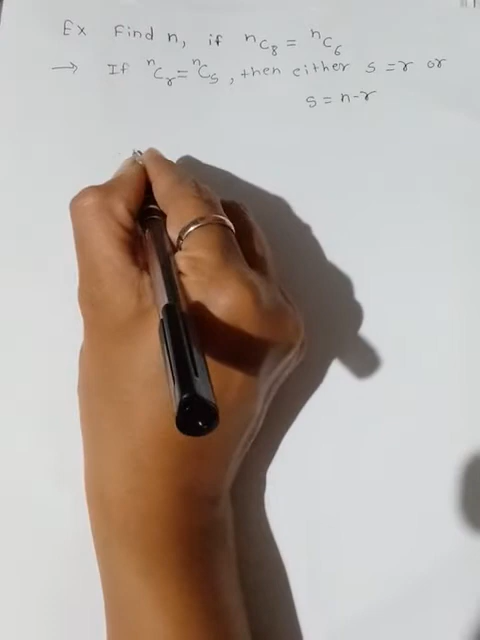 Ex Find n, if ⁿC₈ = ⁿC₆
→ If ⁿCᵣ = ⁿCₛ, then either s = r or
s = n-r